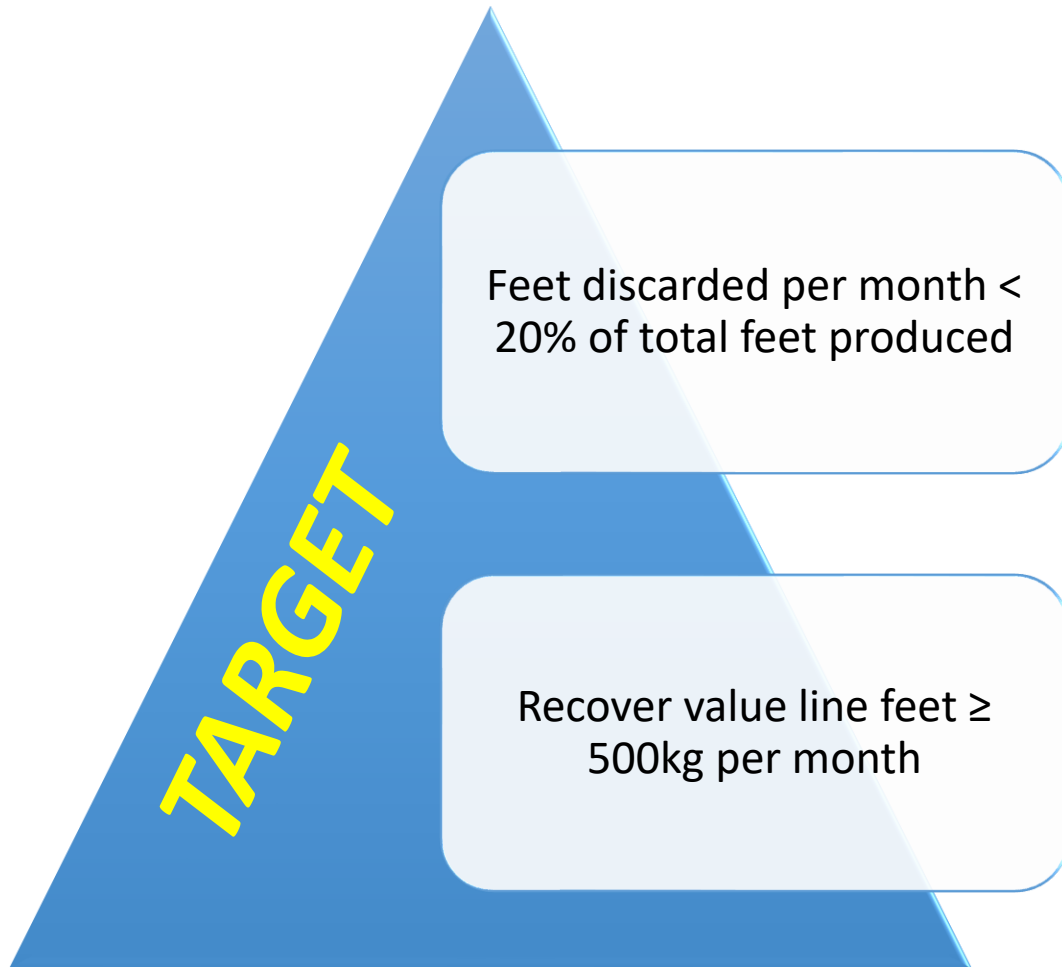 Feet discarded per month <
20% of total feet produced
TARGET
Recover value line feet ≥
500kg per month